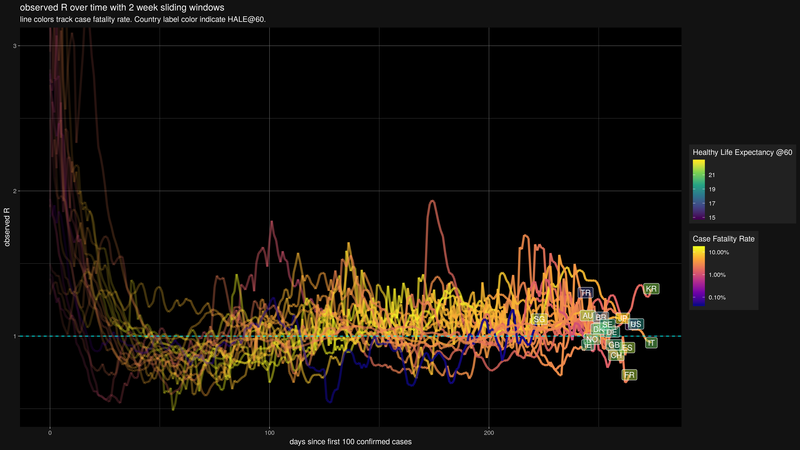 observed R over time with 2 week sliding windows
line colors track case fatality rate. Country label color indicate HALE@60.
3
2
1
observed R
0
100
200
days since first 100 confirmed cases
Healthy Life Expectancy @60
21
19
17
15
Case Fatality Rate
10.00%
1.00%
0.10%
KR
TR
SG
AU
BR
JP
SE
US
DE
NO
IT
GB
ES
CH
FR